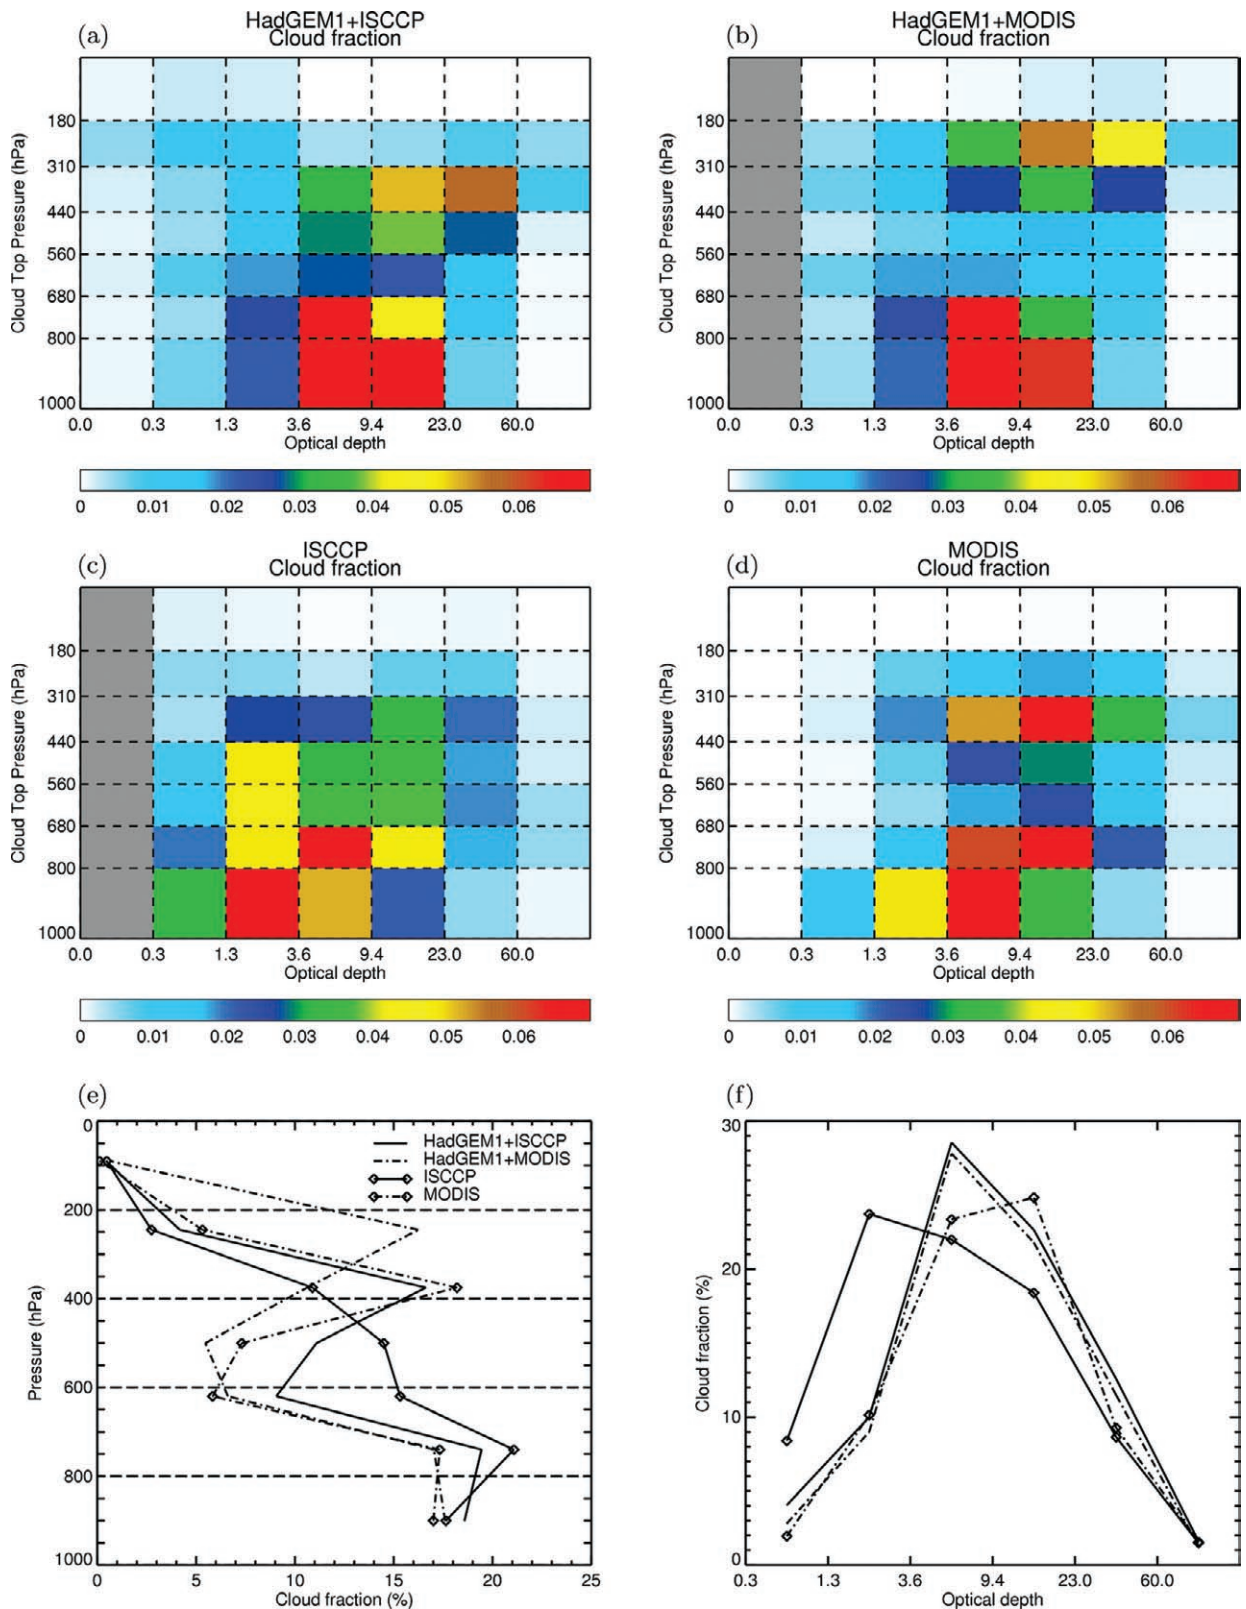 (a) HadGEM1+ISCCP
Cloud fraction
Cloud Top Pressure (hPa)
180
310
440
560
680
800
1000
0.0 0.3 1.3 3.6 9.4 23.0 60.0
Optical depth
0 0.01 0.02 0.03 0.04 0.05 0.06
(b) HadGEM1+MODIS
Cloud fraction
Cloud Top Pressure (hPa)
180
310
440
560
680
800
1000
0.0 0.3 1.3 3.6 9.4 23.0 60.0
Optical depth
0 0.01 0.02 0.03 0.04 0.05 0.06
(c) ISCCP
Cloud fraction
Cloud Top Pressure (hPa)
180
310
440
560
680
800
1000
0.0 0.3 1.3 3.6 9.4 23.0 60.0
Optical depth
0 0.01 0.02 0.03 0.04 0.05 0.06
(d) MODIS
Cloud fraction
Cloud Top Pressure (hPa)
180
310
440
560
680
800
1000
0.0 0.3 1.3 3.6 9.4 23.0 60.0
Optical depth
0 0.01 0.02 0.03 0.04 0.05 0.06
(e)
Pressure (hPa)
0
200
400
600
800
1000
HadGEM1+ISCCP
HadGEM1+MODIS
ISCCP
MODIS
0 5 10 15 20 25
Cloud fraction (%)
(f)
Cloud fraction (%)
30
20
10
0
0.3 1.3 3.6 9.4 23.0 60.0
Optical depth